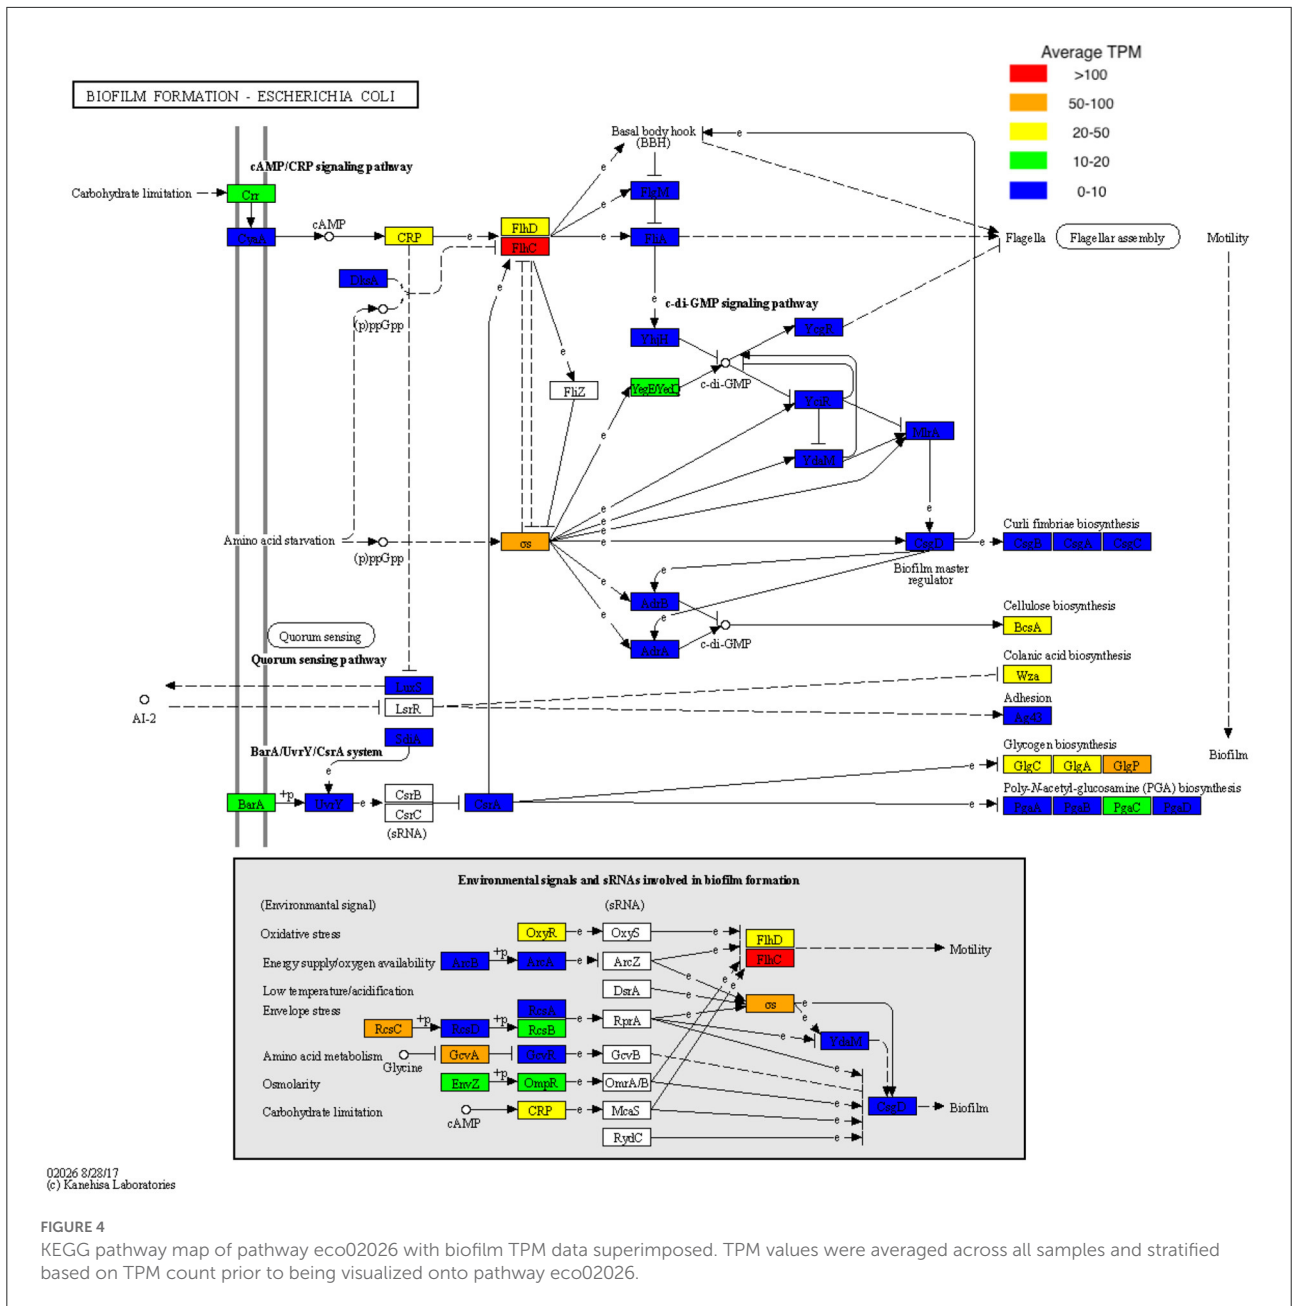 Average TPM
>100
50-100
20-50
10-20
0-10
BIOFILM FORMATION - ESCHERICHIA COLI
Basal body hook
(BBH)
cAMP/CRP signaling pathway
Carbohydrate limitation
Crr
CyaA
cAMP
CRP
e
FlhD
FlhC
e
e
e
FlgM
FliA
e
Flagella
Flagellar assembly
Motility
DksA
(p)ppGpp
e
e
e
c-di-GMP signaling pathway
YhjH
YcgR
FliZ
YegE/YedQ
c-di-GMP
YciR
MlrA
YdaM
e
e
e
e
e
e
e
Amino acid starvation
(p)ppGpp
σs
CsgD
e
Biofilm master
regulator
Curli fimbriae biosynthesis
CsgB CsgA CsgC
e
e
e
e
AdrB
AdrA
c-di-GMP
Cellulose biosynthesis
BcsA
Quorum sensing
Quorum sensing pathway
Colanic acid biosynthesis
Wza
LuxS
LsrR
AI-2
Adhesion
Ag43
SdiA
BarA/UvrY/CsrA system
e
Glycogen biosynthesis
GlgC GlgA GlgP
e
Biofilm
BarA
+p
UvrY
e
CsrB
CsrC
(sRNA)
CsrA
e
Poly-N-acetyl-glucosamine (PGA) biosynthesis
PgaA PgaB PgaC PgaD
Environmental signals and sRNAs involved in biofilm formation
(Environmantal signal)
(sRNA)
Oxidative stress
OxyR
e
OxyS
e
FlhD
FlhC
Motility
Energy supply/oxygen availability
ArcB
+p
ArcA
e
ArcZ
e
e
e
e
Low temperature/acidification
DsrA
e
σs
e
e
Envelope stress
RcsC
+p
RcsD
+p
RcsA
RcsB
e
RprA
e
e
e
YdaM
Amino acid metabolism
Glycine
GcvA
GcvR
e
GcvB
Osmolarity
EnvZ
+p
OmpR
e
OmrA/B
e
CsgD
Biofilm
Carbohydrate limitation
cAMP
CRP
e
McaS
e
RydC
e
02026 8/28/17
(c) Kanehisa Laboratories
FIGURE 4
KEGG pathway map of pathway eco02026 with biofilm TPM data superimposed. TPM values were averaged across all samples and stratified
based on TPM count prior to being visualized onto pathway eco02026.